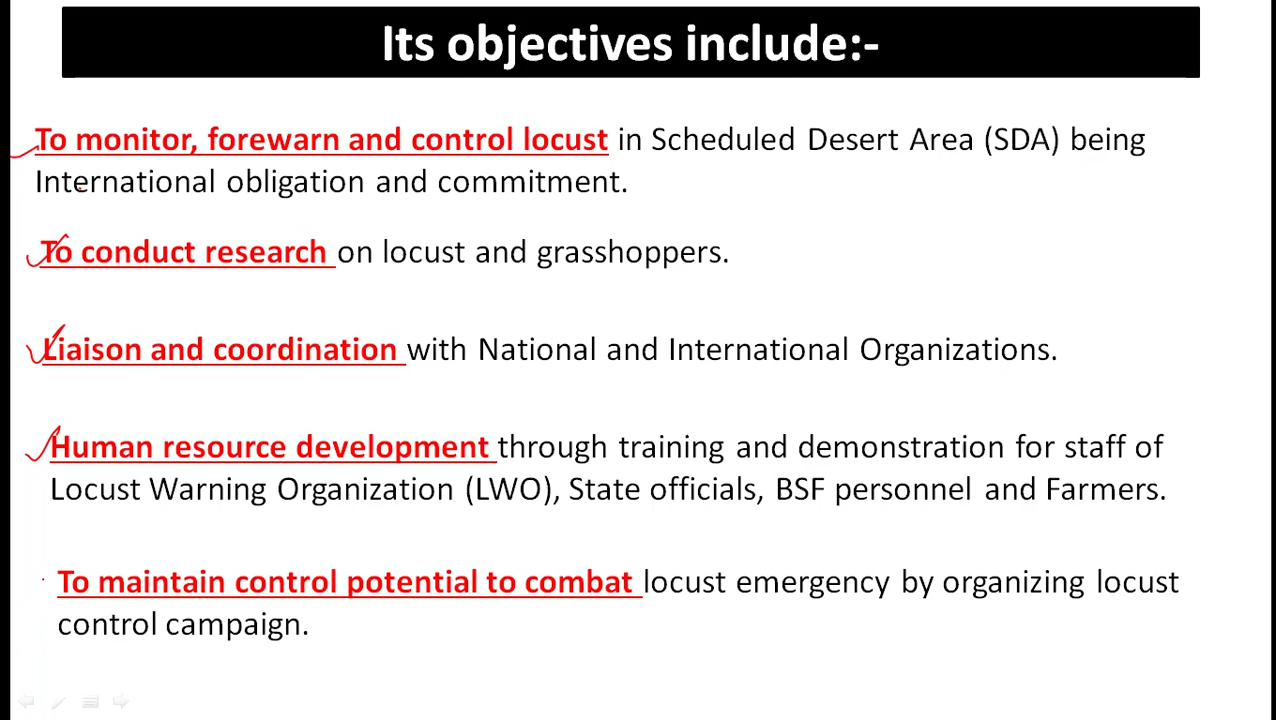 Its objectives include:-
To monitor, forewarn and control locust in Scheduled Desert Area (SDA) being
International obligation and commitment.
To conduct research on locust and grasshoppers.
Liaison and coordination with National and International Organizations.
Human resource development through training and demonstration for staff of
Locust Warning Organization (LWO), State officials, BSF personnel and Farmers.
To maintain control potential to combat locust emergency by organizing locust
control campaign.